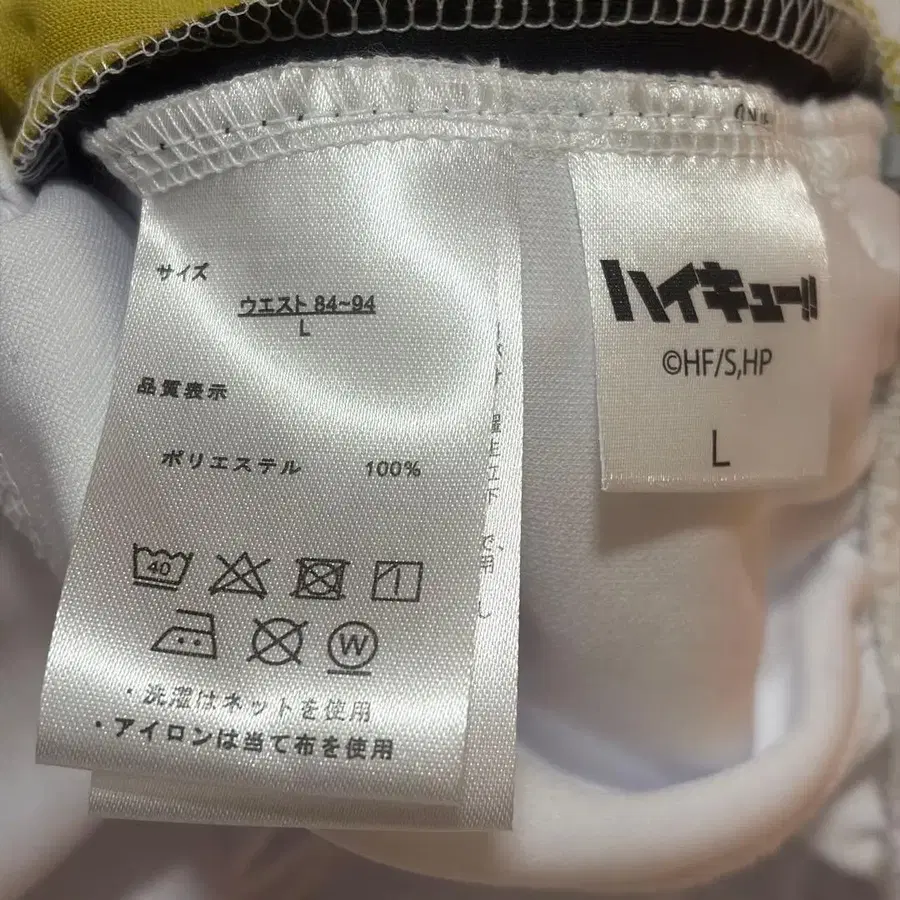 サイズ
ウエスト 84~94
L
品質表示
ポリエステル 100%
40
W
・洗濯はネットを使用
・アイロンは当て布を使用
ハイキュー!!
©HF/S,HP
L